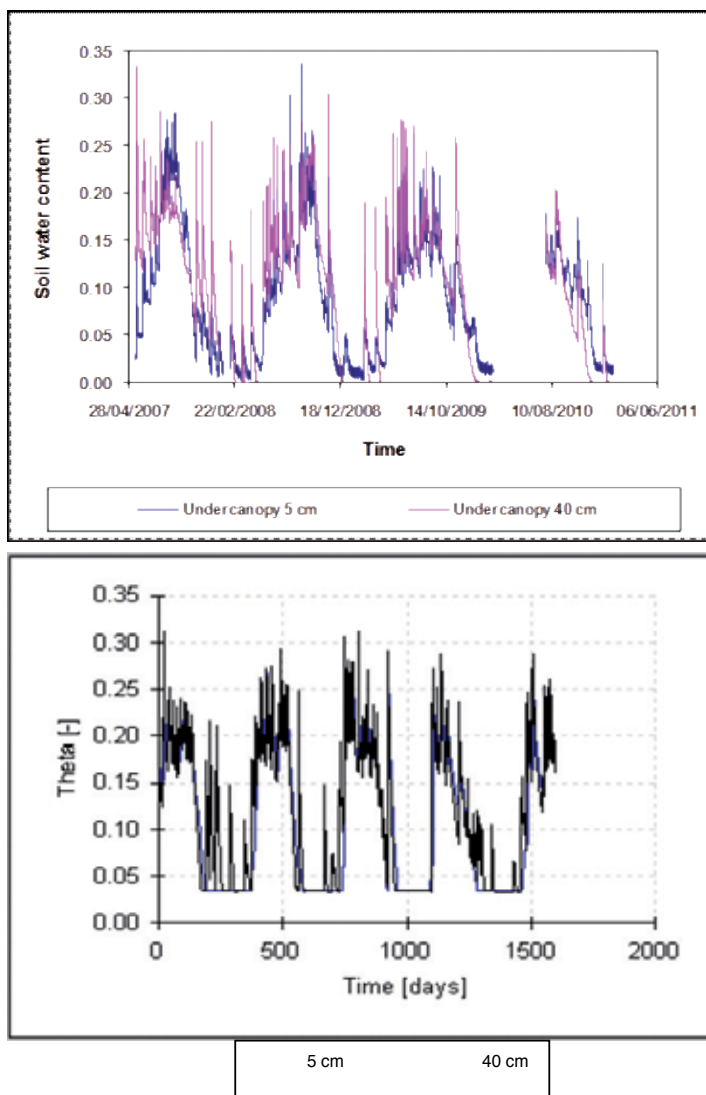 0.35
0.30
0.25
0.20
0.15
0.10
0.05
0.00
Soil water content
28/04/2007 22/02/2008 18/12/2008 14/10/2009 10/08/2010 06/06/2011
Time
Under canopy 5 cm Under canopy 40 cm
0.35
0.30
0.25
0.20
0.15
0.10
0.05
0.00
Theta [-]
0 500 1000 1500 2000
Time [days]
5 cm 40 cm